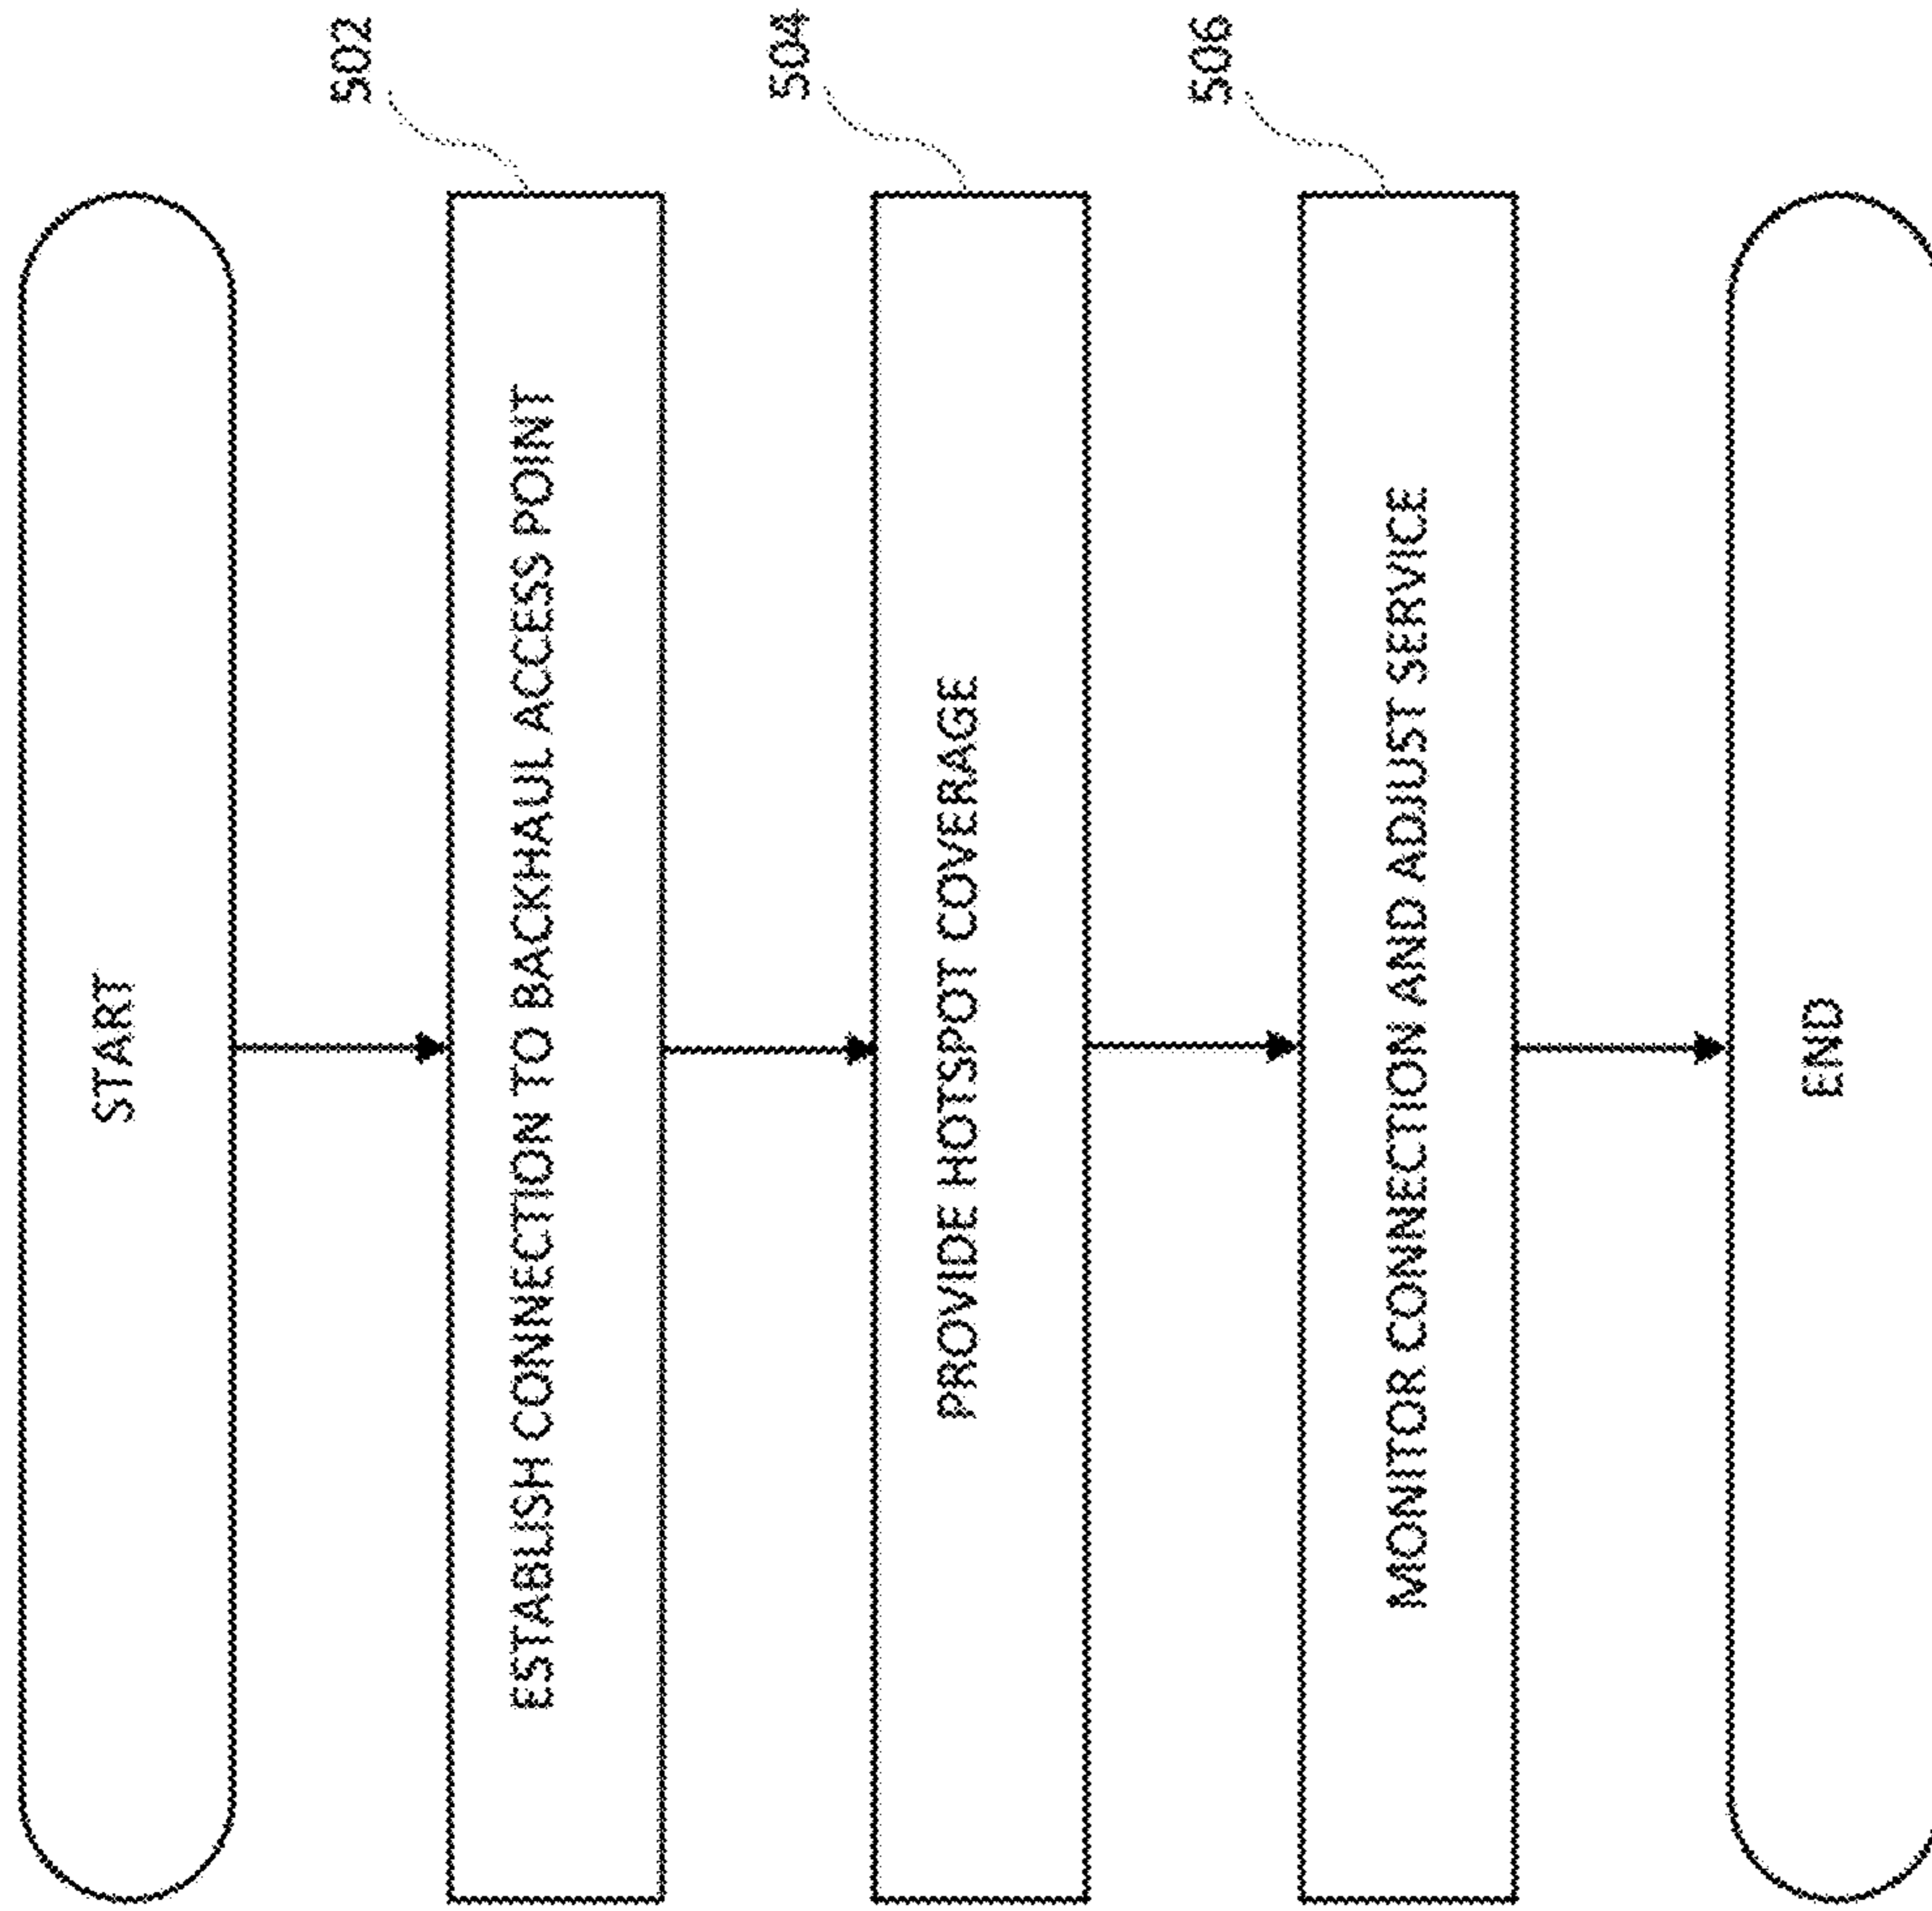 START
502
ESTABLISH CONNECTION TO BACKHAUL ACCESS POINT
504
PROVIDE HOTSPOT COVERAGE
506
MONITOR CONNECTION AND ADJUST SERVICE
END